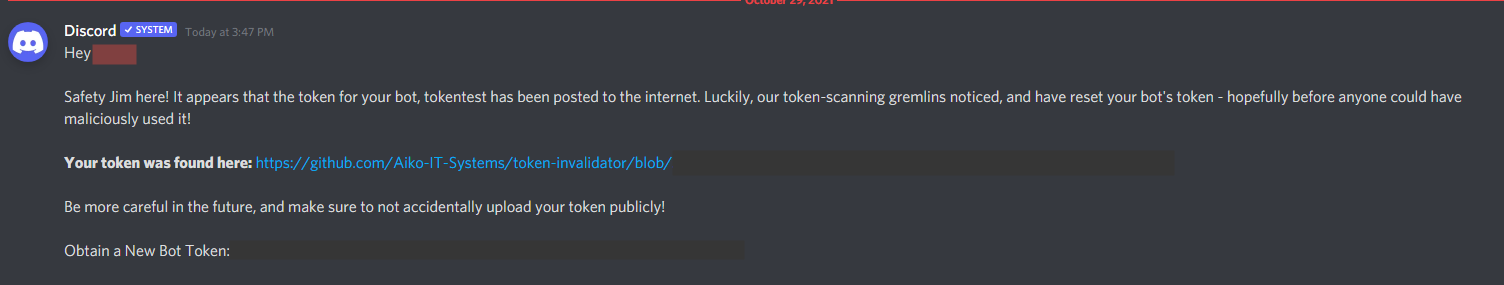 October 29, 2021
Discord ✓ SYSTEM Today at 3:47 PM
Hey
Safety Jim here! It appears that the token for your bot, tokentest has been posted to the internet. Luckily, our token-scanning gremlins noticed, and have reset your bot's token - hopefully before anyone could have
maliciously used it!
Your token was found here: https://github.com/Aiko-IT-Systems/token-invalidator/blob/
Be more careful in the future, and make sure to not accidentally upload your token publicly!
Obtain a New Bot Token: